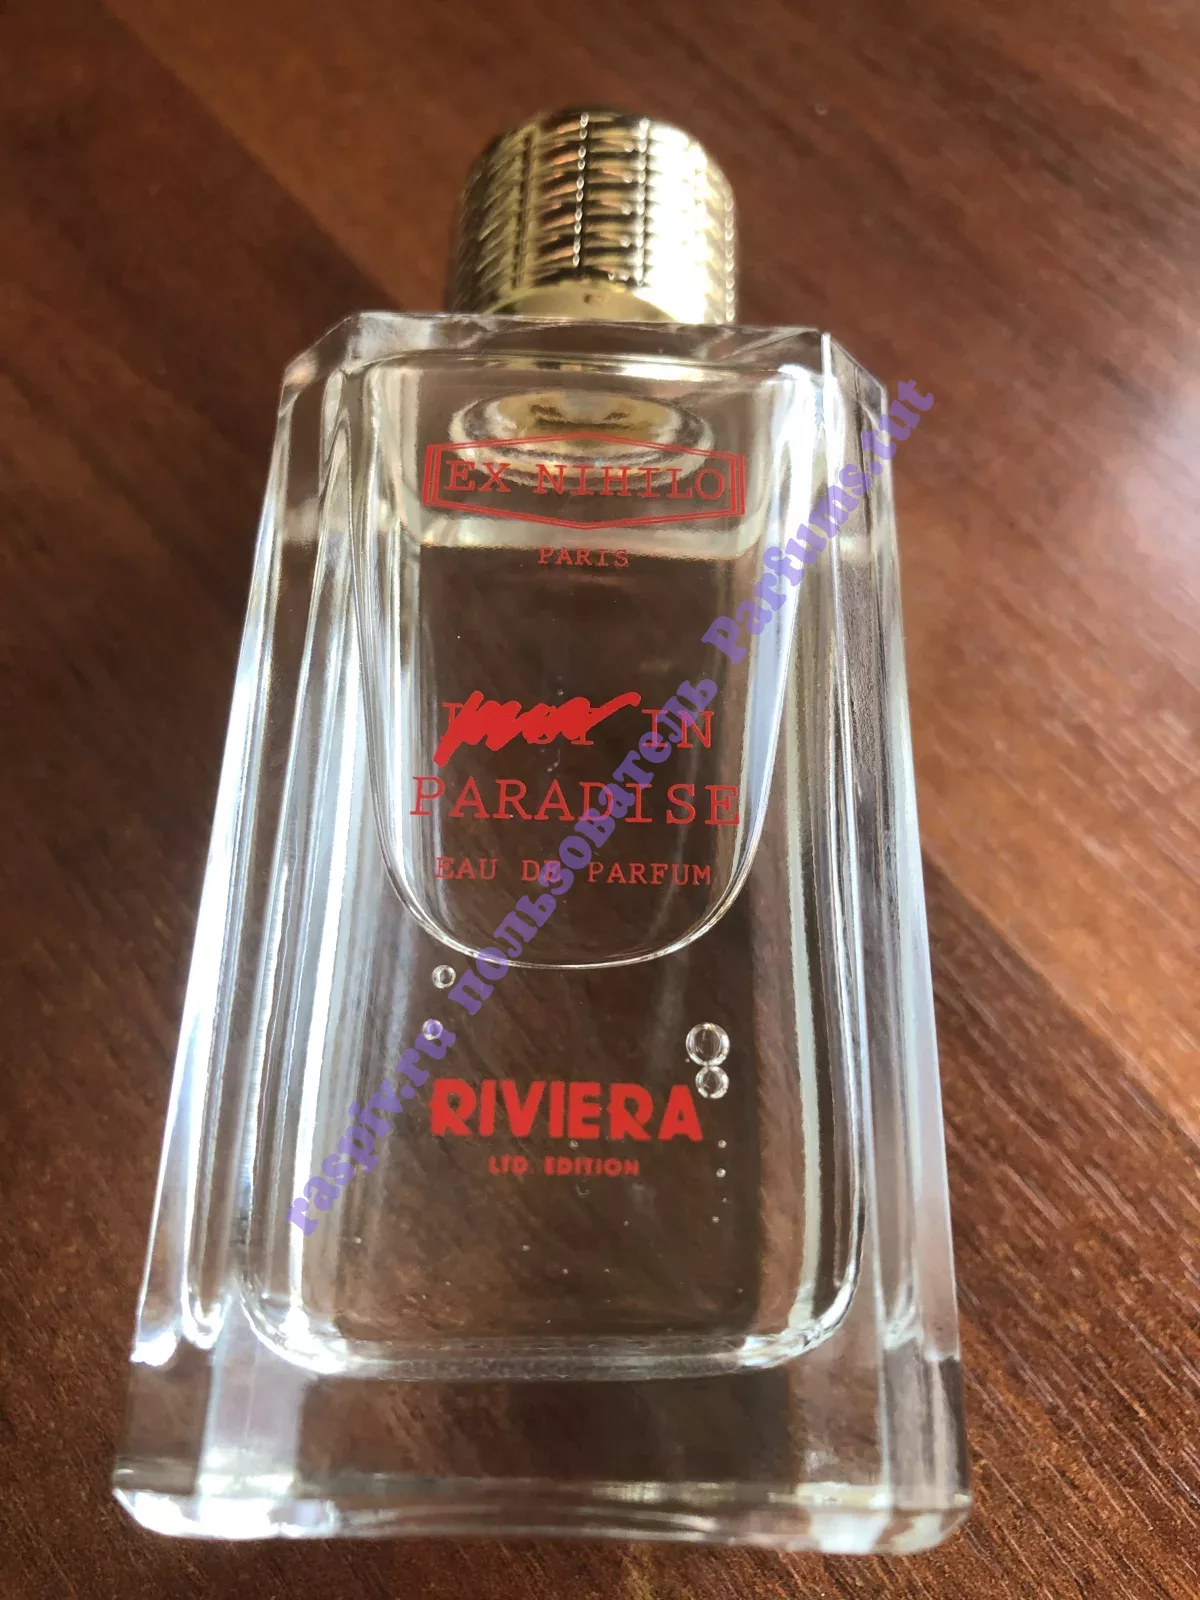 EX NIHILO
PARIS
IN
PARADISE
EAU DE PARFUM
RIVIERA
LTD. EDITION
raspiv.ru пользователь Parfums.tut